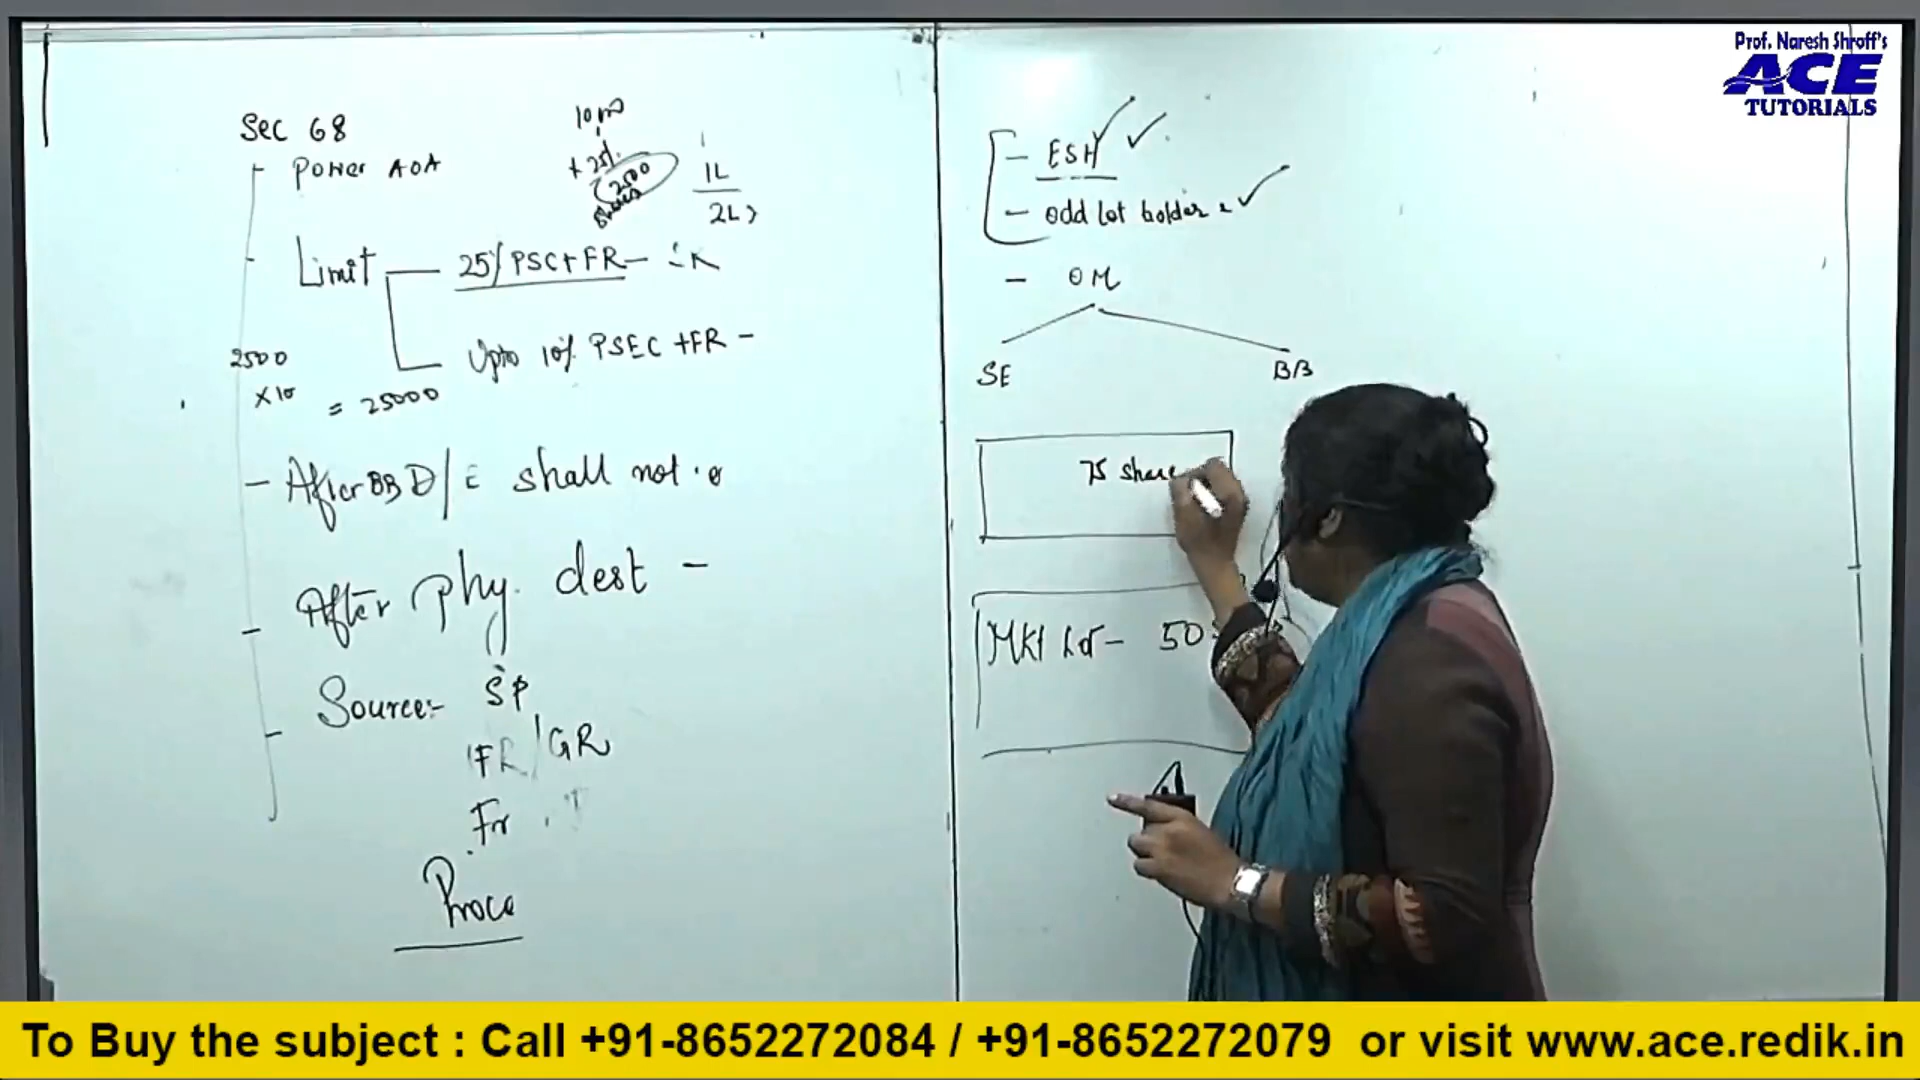 Prof. Naresh Shroff's
ACE
TUTORIALS
Sec 68
- Power AOA
10
+ 25%
2500
shares
1L
2L
- Limit
25% PSC+FR -
Upto 10% PSEC +FR -
2500
X10
= 25000
- After BB D/E shall not
- After phy. dest -
- Source:- SP
FR/GR
Fr
Proce
- ESH
- odd lot holder
- OM
SE
BB
75 share
Mkt Lot - 50
To Buy the subject : Call +91-8652272084 / +91-8652272079 or visit www.ace.redik.in